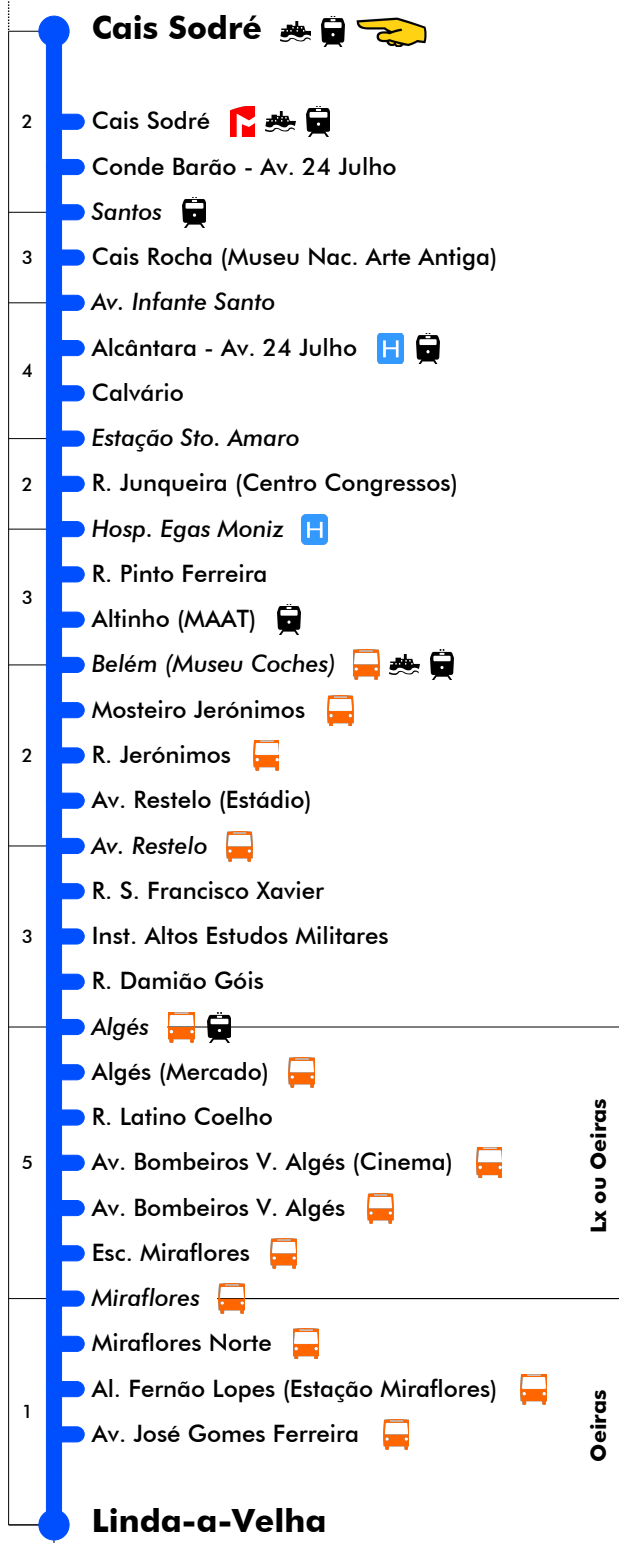 Cais Sodré
2
Cais Sodré
Conde Barão - Av. 24 Julho
Santos
3
Cais Rocha (Museu Nac. Arte Antiga)
Av. Infante Santo
Alcântara - Av. 24 Julho H
4
Calvário
Estação Sto. Amaro
2
R. Junqueira (Centro Congressos)
Hosp. Egas Moniz H
R. Pinto Ferreira
3
Altinho (MAAT)
Belém (Museu Coches)
Mosteiro Jerónimos
2
R. Jerónimos
Av. Restelo (Estádio)
Av. Restelo
R. S. Francisco Xavier
3
Inst. Altos Estudos Militares
R. Damião Góis
Algés
Algés (Mercado)
R. Latino Coelho
5
Av. Bombeiros V. Algés (Cinema)
Av. Bombeiros V. Algés
Esc. Miraflores
Lx ou Oeiras
Miraflores
Miraflores Norte
Al. Fernão Lopes (Estação Miraflores)
1
Av. José Gomes Ferreira
Oeiras
Linda-a-Velha